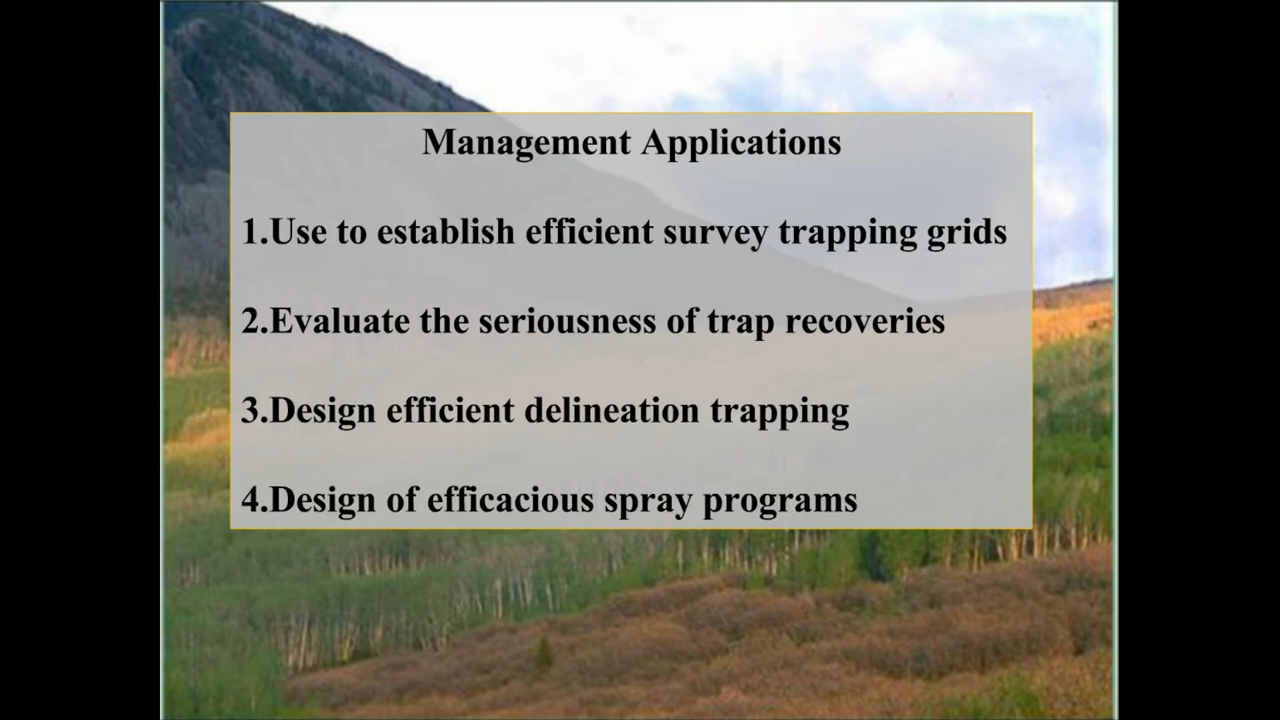 Management Applications
1.Use to establish efficient survey trapping grids
2.Evaluate the seriousness of trap recoveries
3.Design efficient delineation trapping
4.Design of efficacious spray programs